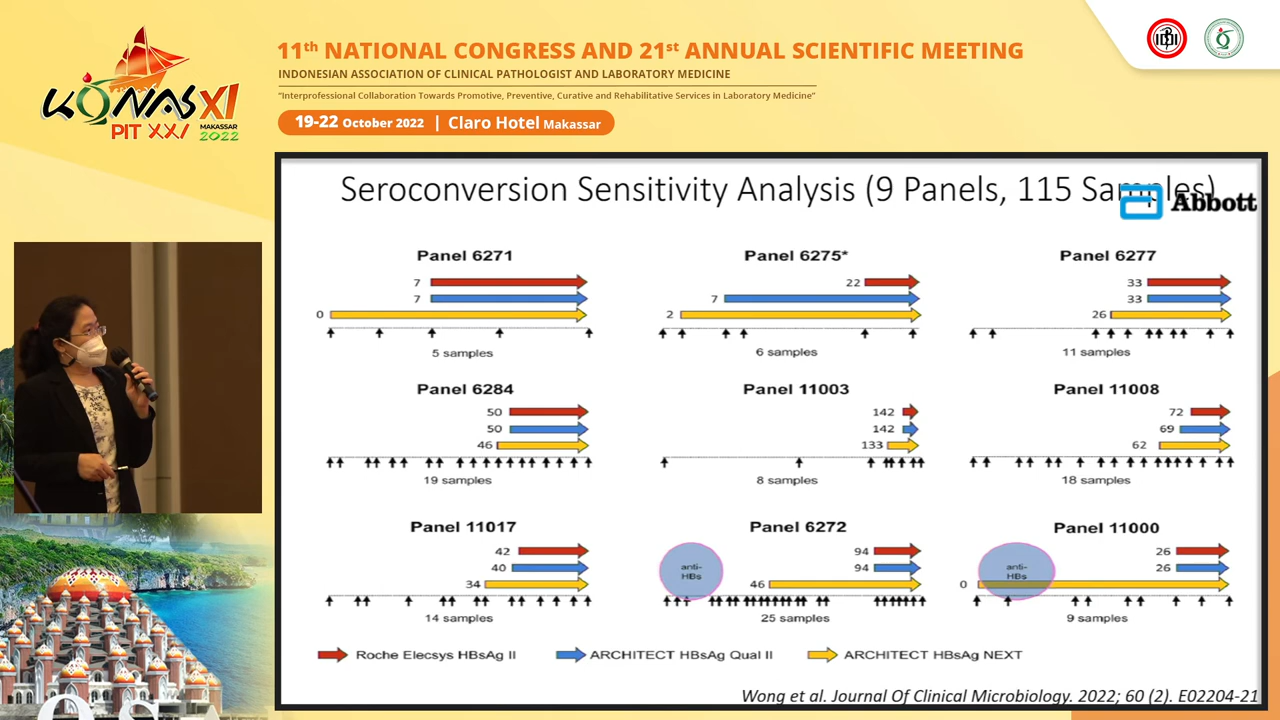 11th NATIONAL CONGRESS AND 21st ANNUAL SCIENTIFIC MEETING
INDONESIAN ASSOCIATION OF CLINICAL PATHOLOGIST AND LABORATORY MEDICINE
"Interprofessional Collaboration Towards Promotive, Preventive, Curative and Rehabilitative Services in Laboratory Medicine"
19-22 October 2022 | Claro Hotel Makassar
KONAS XI
PIT XXI MAKASSAR 2022
Seroconversion Sensitivity Analysis (9 Panels, 115 Samples)
Abbott
Panel 6271
7
7
0
5 samples
Panel 6275*
22
7
2
6 samples
Panel 6277
33
33
26
11 samples
Panel 6284
50
50
46
19 samples
Panel 11003
142
142
133
8 samples
Panel 11008
72
69
62
18 samples
Panel 11017
42
40
34
14 samples
Panel 6272
anti-
HBs
94
94
46
25 samples
Panel 11000
anti-
HBs
26
26
0
9 samples
Roche Elecsys HBsAg II
ARCHITECT HBsAg Qual II
ARCHITECT HBsAg NEXT
Wong et al. Journal Of Clinical Microbiology. 2022; 60 (2). E02204-21